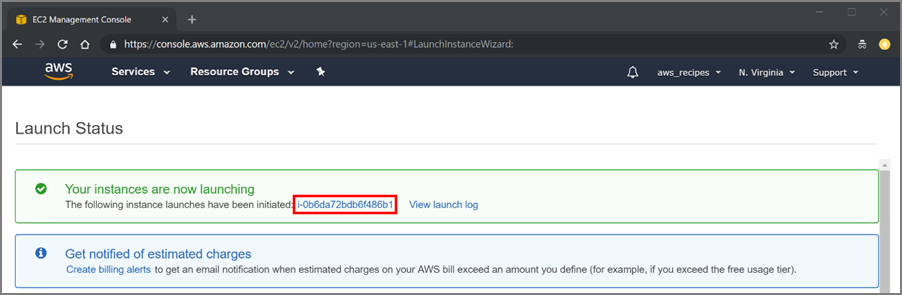 EC2 Management Console
https://console.aws.amazon.com/ec2/v2/home?region=us-east-1#LaunchInstanceWizard:
aws Services Resource Groups aws_recipes N. Virginia Support
Launch Status
Your instances are now launching
The following instance launches have been initiated: i-0b6da72bdb6f486b1 View launch log
Get notified of estimated charges
Create billing alerts to get an email notification when estimated charges on your AWS bill exceed an amount you define (for example, if you exceed the free usage tier).